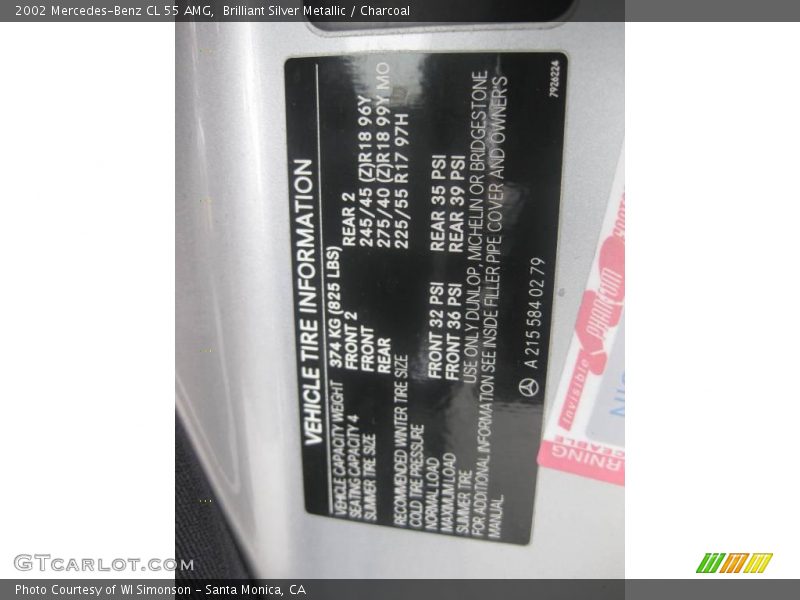 2002 Mercedes-Benz CL 55 AMG, Brilliant Silver Metallic / Charcoal
VEHICLE TIRE INFORMATION
VEHICLE CAPACITY WEIGHT 374 KG (825 LBS)
SEATING CAPACITY 4 FRONT 2 REAR 2
SUMMER TIRE SIZE FRONT 245/45 (Z)R18 96Y
REAR 275/40 (Z)R18 99Y MO
RECOMMENDED WINTER TIRE SIZE 225/55 R17 97H
COLD TIRE PRESSURE
NORMAL LOAD FRONT 32 PSI REAR 35 PSI
MAXIMUM LOAD FRONT 36 PSI REAR 39 PSI
SUMMER TIRE USE ONLY DUNLOP, MICHELIN OR BRIDGESTONE
FOR ADDITIONAL INFORMATION SEE INSIDE FILLER PIPE COVER AND OWNER'S
MANUAL.
A 215 584 02 79
7926224
Invisible
PHANTOM
GTCarLot.com
Photo Courtesy of WI Simonson - Santa Monica, CA